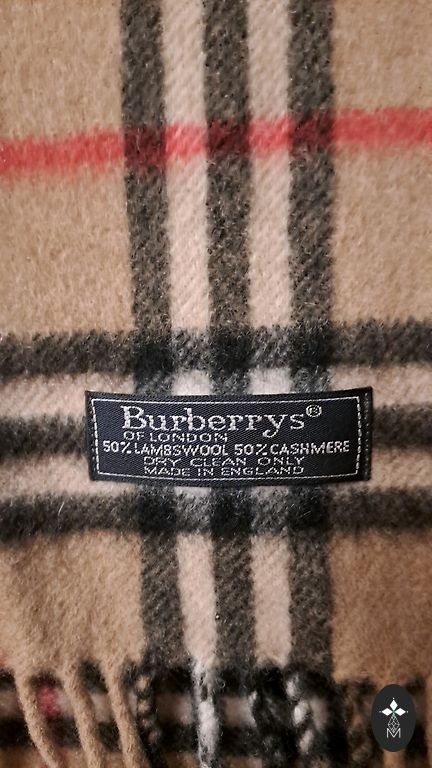 Burberrys®
OF LONDON
50% LAMBSWOOL 50% CASHMERE
DRY CLEAN ONLY
MADE IN ENGLAND
M